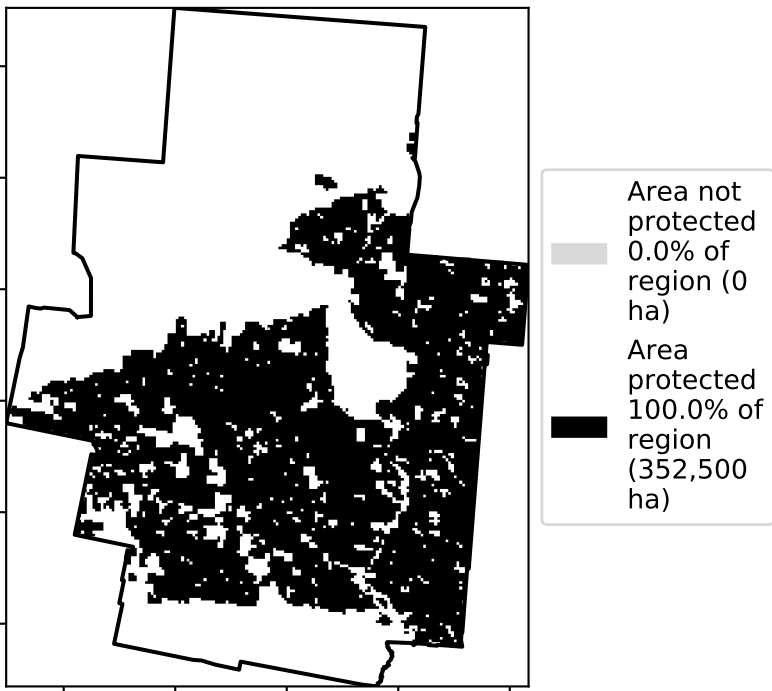 Area not
protected
0.0% of
region (0
ha)
Area
protected
100.0% of
region
(352,500
ha)